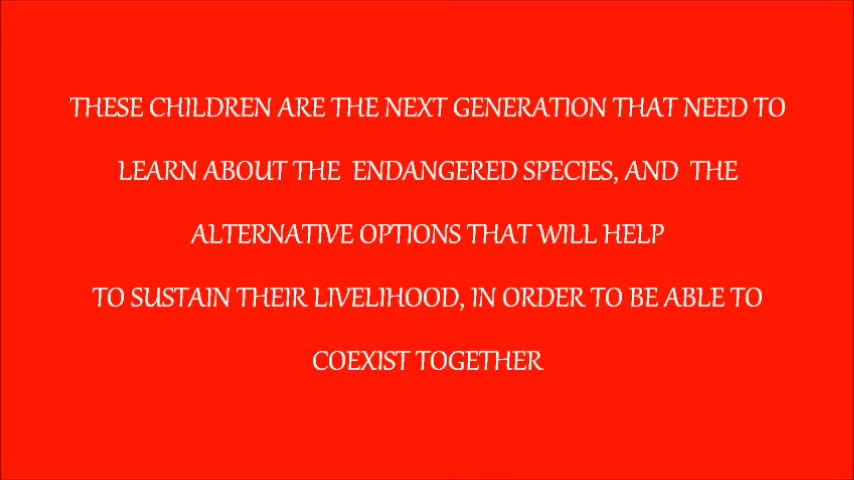 THESE CHILDREN ARE THE NEXT GENERATION THAT NEED TO
LEARN ABOUT THE ENDANGERED SPECIES, AND THE
ALTERNATIVE OPTIONS THAT WILL HELP
TO SUSTAIN THEIR LIVELIHOOD, IN ORDER TO BE ABLE TO
COEXIST TOGETHER